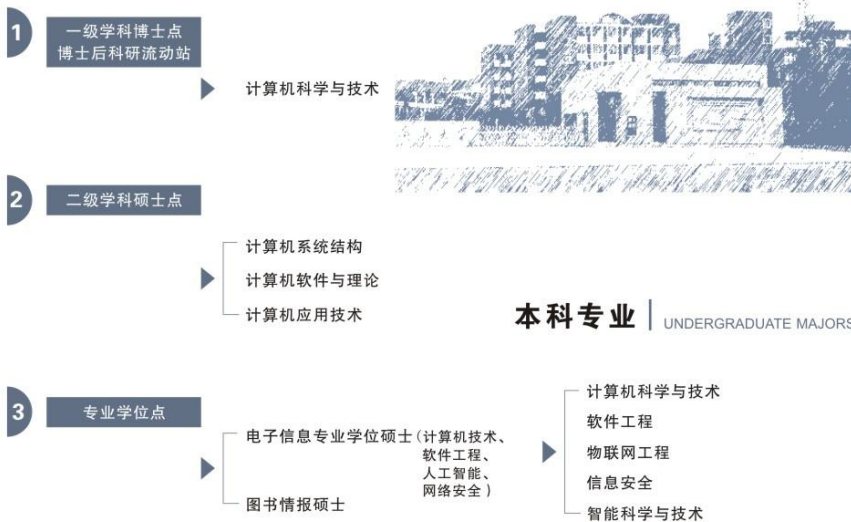 1
一级学科博士点
博士后科研流动站
计算机科学与技术
2
二级学科硕士点
计算机系统结构
计算机软件与理论
计算机应用技术
3
专业学位点
电子信息专业学位硕士(计算机技术、
软件工程、
人工智能、
网络安全)
图书情报硕士
本科专业
UNDERGRADUATE MAJORS
计算机科学与技术
软件工程
物联网工程
信息安全
智能科学与技术